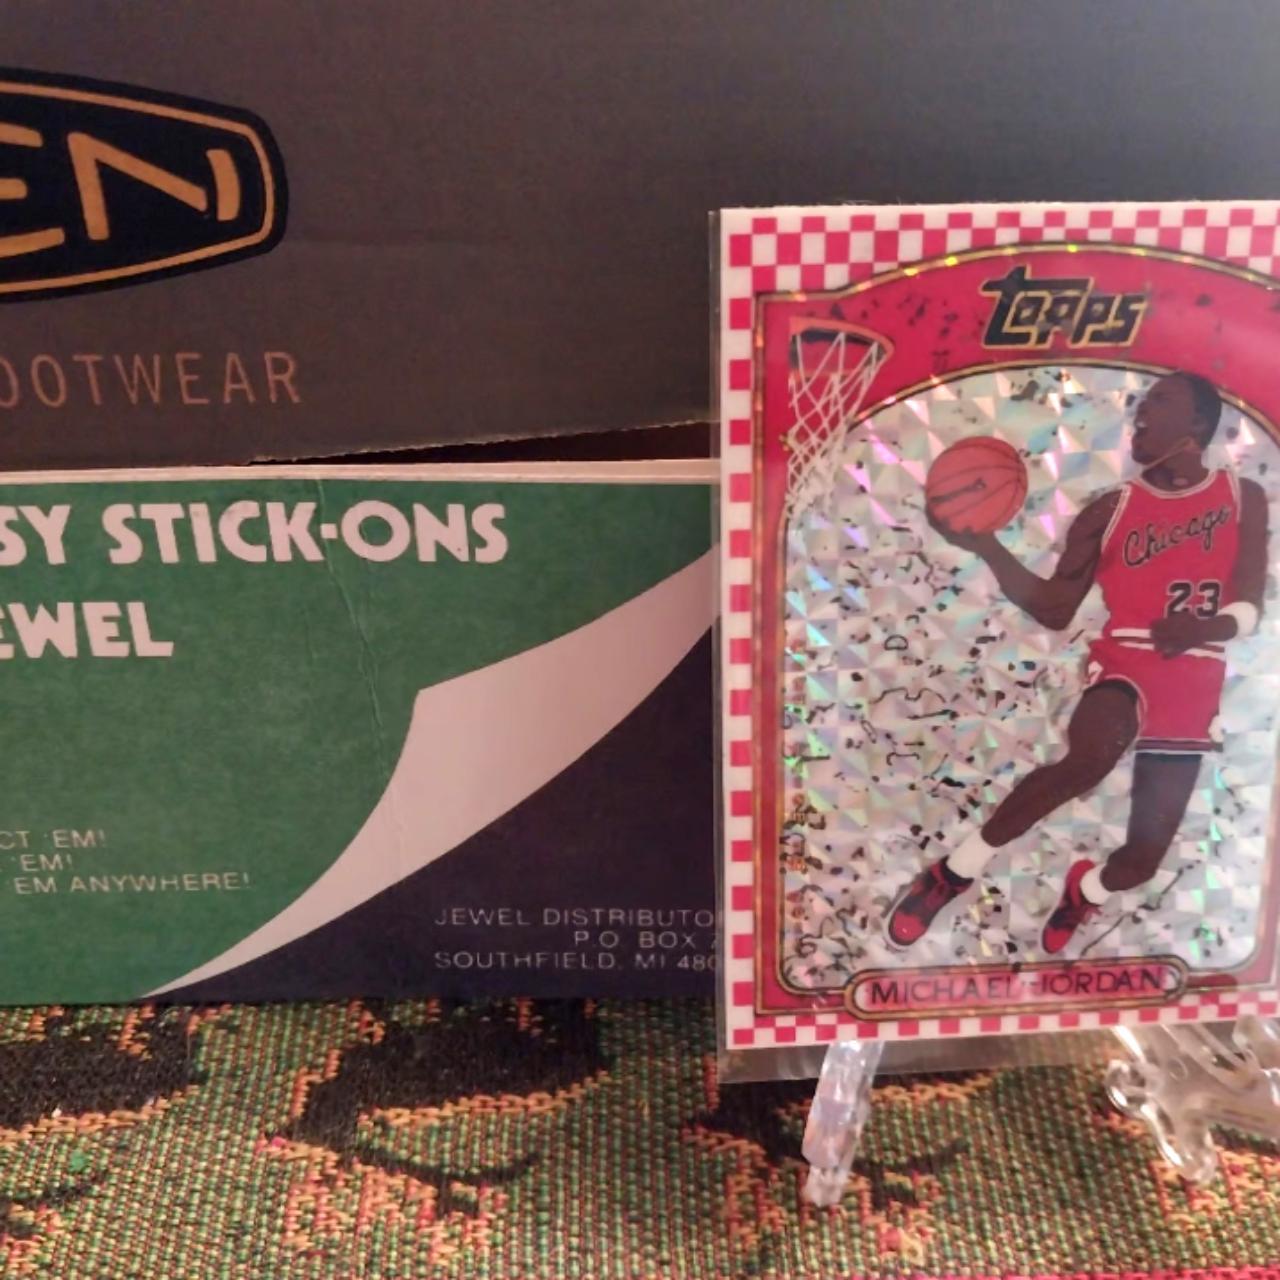 EN
OOTWEAR
SY STICK-ONS
EWEL
CT 'EM!
'EM!
'EM ANYWHERE!
JEWEL DISTRIBUTO
P.O. BOX
SOUTHFIELD, MI 480
Topps
Chicago
23
MICHAEL JORDAN